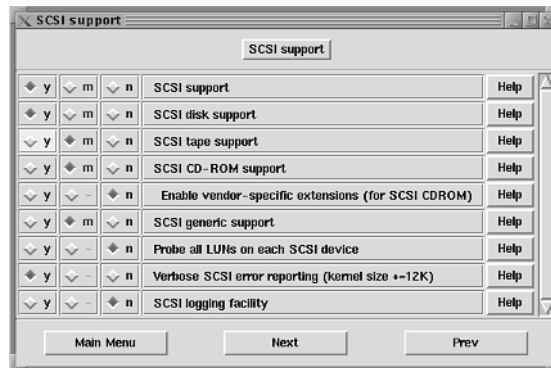 SCSI support
SCSI support
y m n SCSI support Help
y m n SCSI disk support Help
y m n SCSI tape support Help
y m n SCSI CD-ROM support Help
y - n Enable vendor-specific extensions (for SCSI CDROM) Help
y m n SCSI generic support Help
y - n Probe all LUNs on each SCSI device Help
y - n Verbose SCSI error reporting (kernel size +=12K) Help
y - n SCSI logging facility Help
Main Menu Next Prev